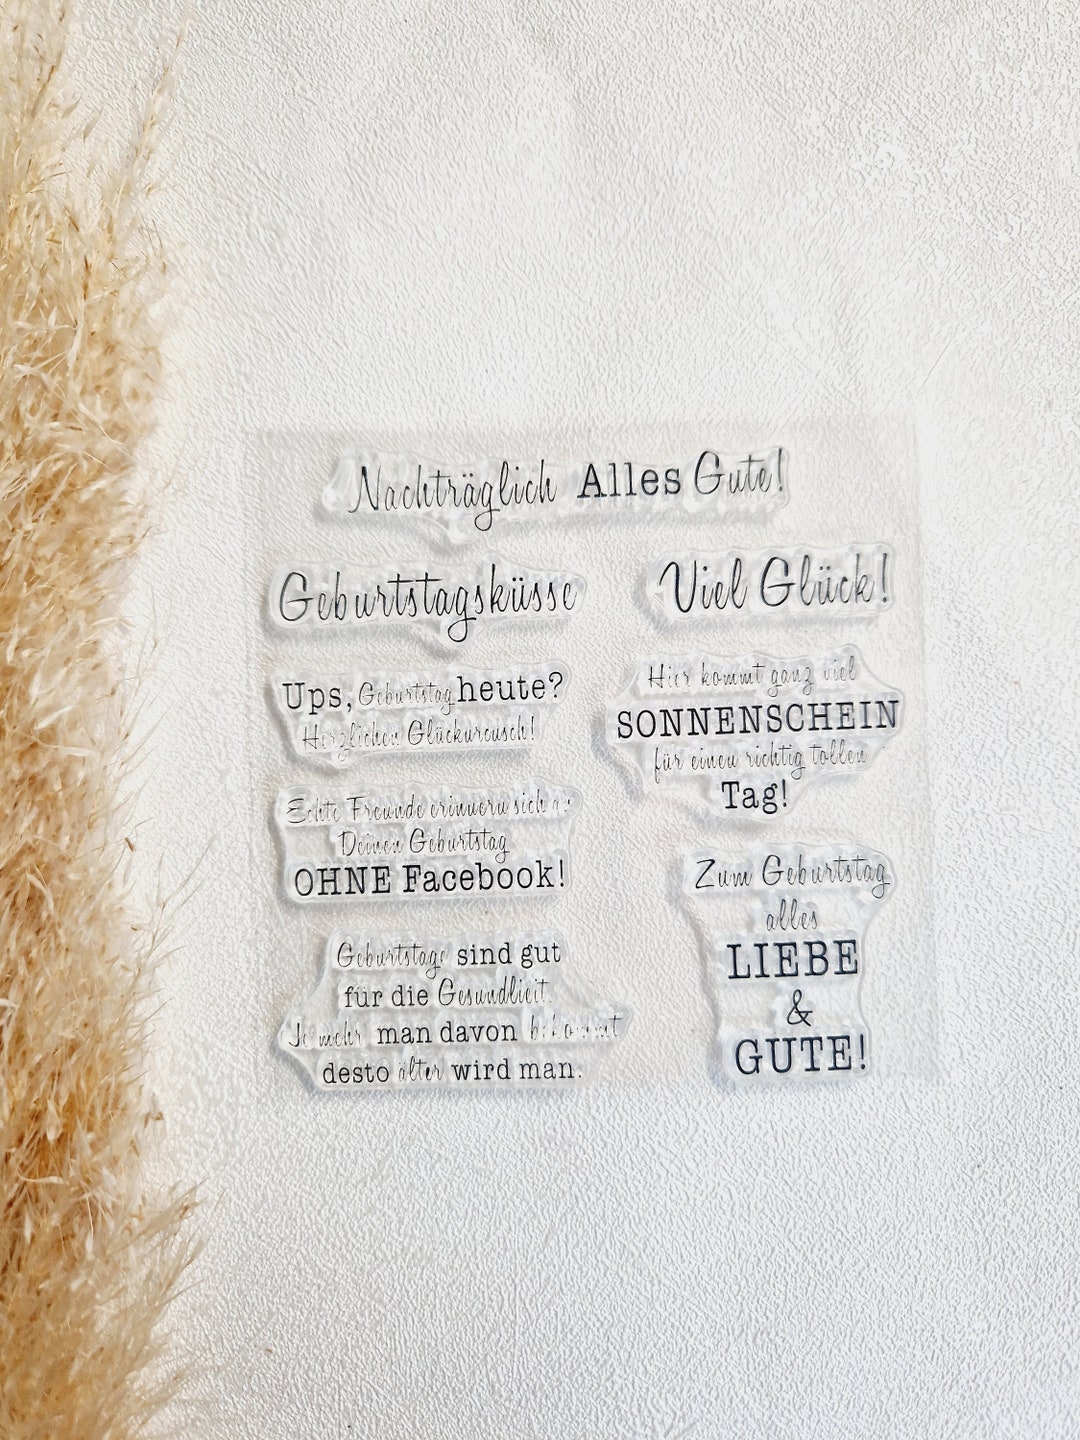 Nachträglich Alles Gute!
Geburtstagsküsse
Viel Glück!
Ups, Geburtstag heute?
Herzlichen Glückwunsch!
Hier kommt ganz viel
SONNENSCHEIN
für einen richtig tollen
Tag!
Echte Freunde erinnern sich an
Deinen Geburtstag
OHNE Facebook!
Zum Geburtstag
alles
LIEBE
&
GUTE!
Geburtstage sind gut
für die Gesundheit.
Je mehr man davon bekommt
desto älter wird man.